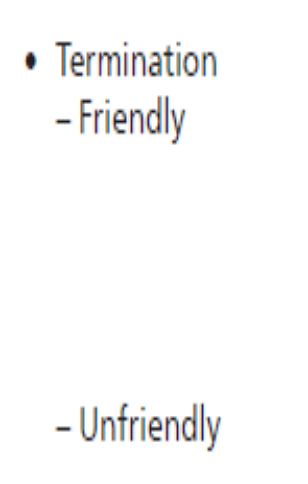 • Termination
– Friendly
– Unfriendly